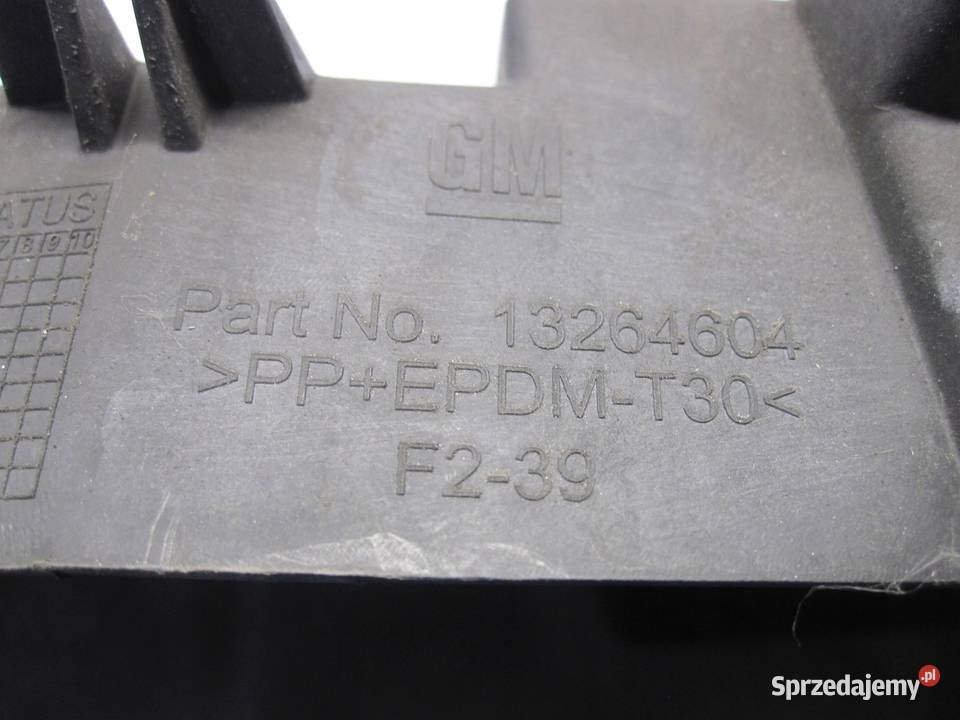 GM
ATUS
7 8 9 10
Part No. 13264604
>PP+EPDM-T30<
F2-39
Sprzedajemy.pl